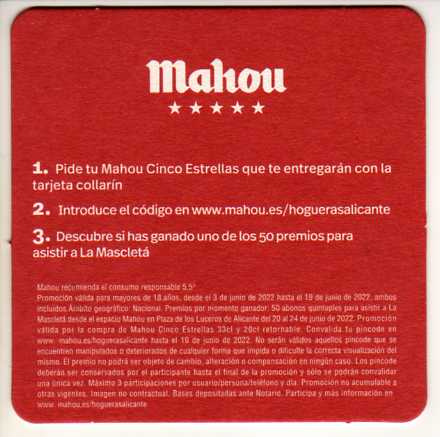 Mahou
★★★★★
1. Pide tu Mahou Cinco Estrellas que te entregarán con la
tarjeta collarín
2. Introduce el código en www.mahou.es/hoguerasalicante
3. Descubre si has ganado uno de los 50 premios para
asistir a La Mascletá
Mahou recomienda el consumo responsable 5,5°
Promoción válida para mayores de 18 años, desde el 3 de junio de 2022 hasta el 19 de junio de 2022, ambos
incluidos.Ámbito geográfico: Nacional. Premios por momento ganador: 50 abonos quíntuples para asistir a La
Mascletá desde el espacio Mahou en Plaza de los Luceros de Alicante del 20 al 24 de junio de 2022. Promoción
válida por la compra de Mahou Cinco Estrellas 33cl y 20cl retornable. Convalida tu pincode en
www. mahou.es/hoguerasalicante hasta el 19 de junio de 2022. No serán válidos aquellos pincode que se
encuentren manipulados o deteriorados de cualquier forma que impida o dificulte la correcta visualización del
mismo. El premio no podrá ser objeto de cambio, alteración o compensación en ningún caso. Los pincode
deberán ser conservados por el participante hasta el final de la promoción y sólo se podrán convalidar
una única vez. Máximo 3 participaciones por usuario/persona/teléfono y día. Promoción no acumulable a
otras vigentes. Imagen no contractual. Bases depositadas ante Notario. Participa y más información en
www. mahou.es/hoguerasalicante